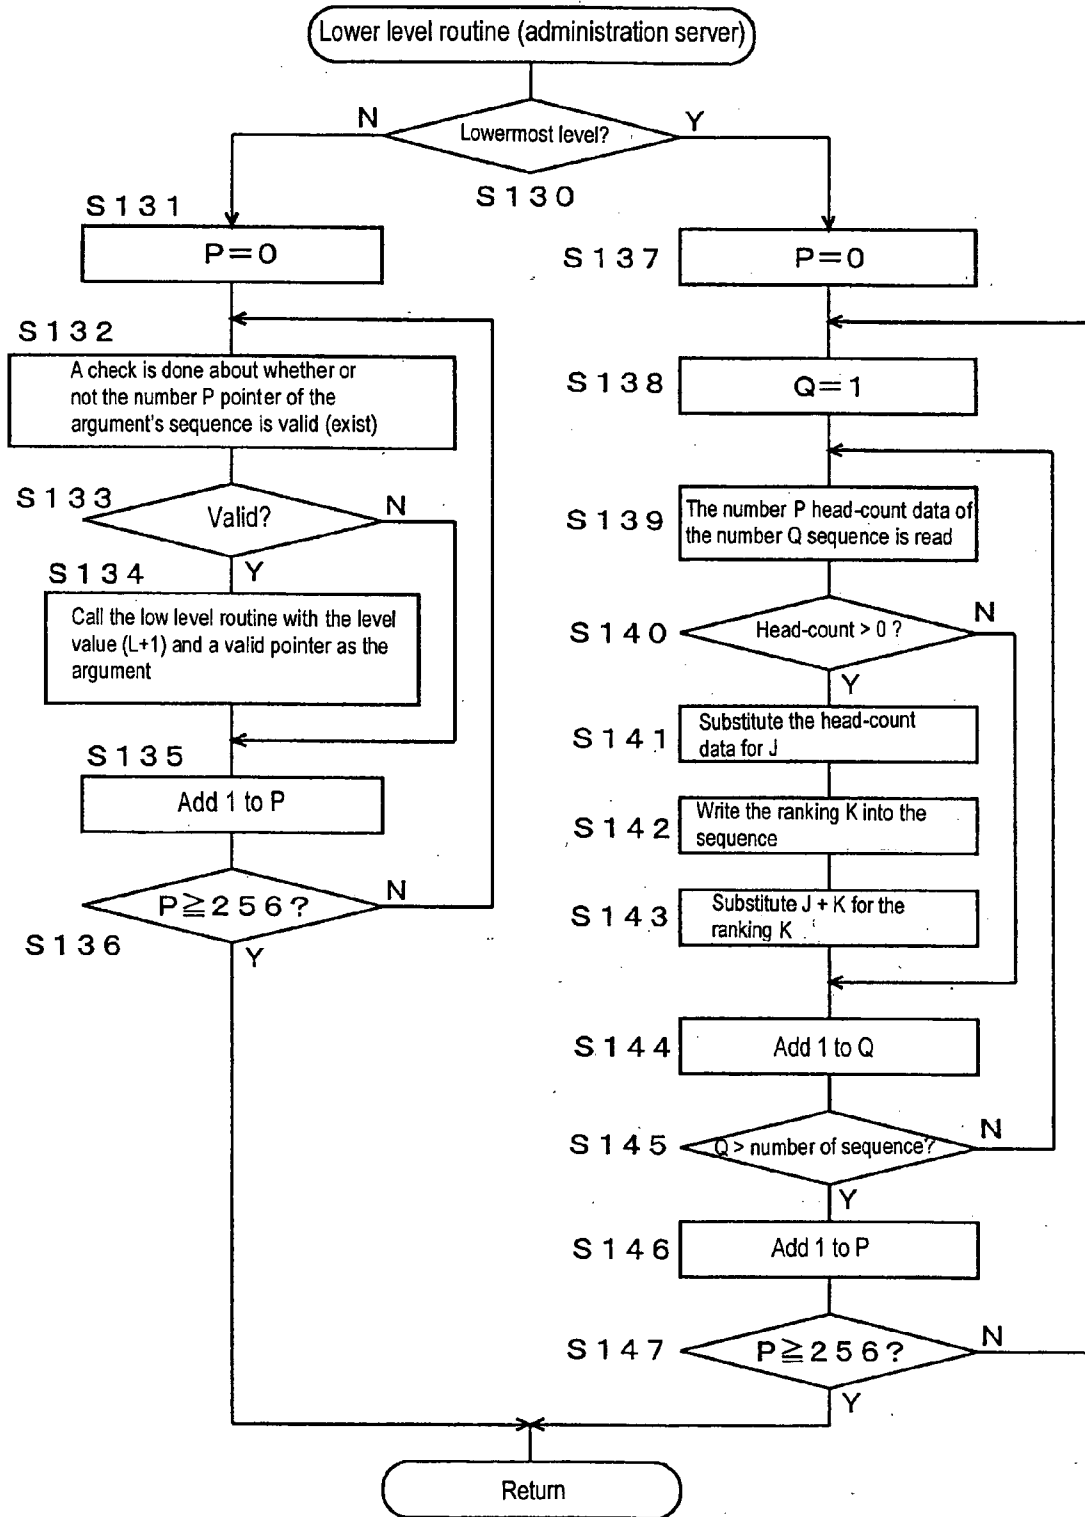 Lower level routine (administration server)
Lowermost level?
N
Y
S130
S131
P=0
S132
A check is done about whether or
not the number P pointer of the
argument's sequence is valid (exist)
S133
Valid?
N
Y
S134
Call the low level routine with the level
value (L+1) and a valid pointer as the
argument
S135
Add 1 to P
P≧256?
N
S136
Y
S137
P=0
S138
Q=1
S139
The number P head-count data of
the number Q sequence is read
S140
Head-count > 0 ?
N
Y
S141
Substitute the head-count
data for J
S142
Write the ranking K into the
sequence
S143
Substitute J + K for the
ranking K
S144
Add 1 to Q
S145
Q > number of sequence?
N
Y
S146
Add 1 to P
S147
P≧256?
N
Y
Return